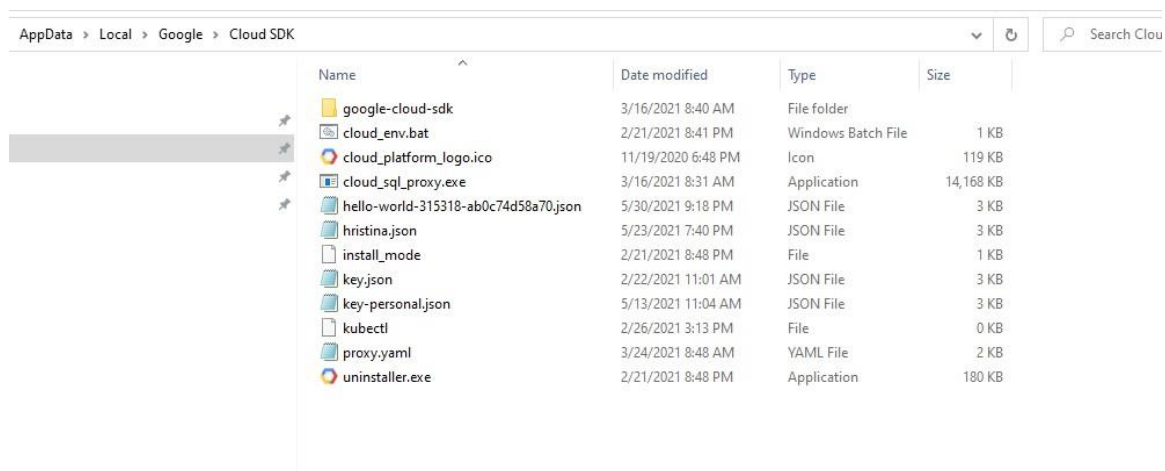 AppData > Local > Google > Cloud SDK Search Clou
Name Date modified Type Size
google-cloud-sdk 3/16/2021 8:40 AM File folder
cloud_env.bat 2/21/2021 8:41 PM Windows Batch File 1 KB
cloud_platform_logo.ico 11/19/2020 6:48 PM Icon 119 KB
cloud_sql_proxy.exe 3/16/2021 8:31 AM Application 14,168 KB
hello-world-315318-ab0c74d58a70.json 5/30/2021 9:18 PM JSON File 3 KB
hristina.json 5/23/2021 7:40 PM JSON File 3 KB
install_mode 2/21/2021 8:48 PM File 1 KB
key.json 2/22/2021 11:01 AM JSON File 3 KB
key-personal.json 5/13/2021 11:04 AM JSON File 3 KB
kubectl 2/26/2021 3:13 PM File 0 KB
proxy.yaml 3/24/2021 8:48 AM YAML File 2 KB
uninstaller.exe 2/21/2021 8:48 PM Application 180 KB